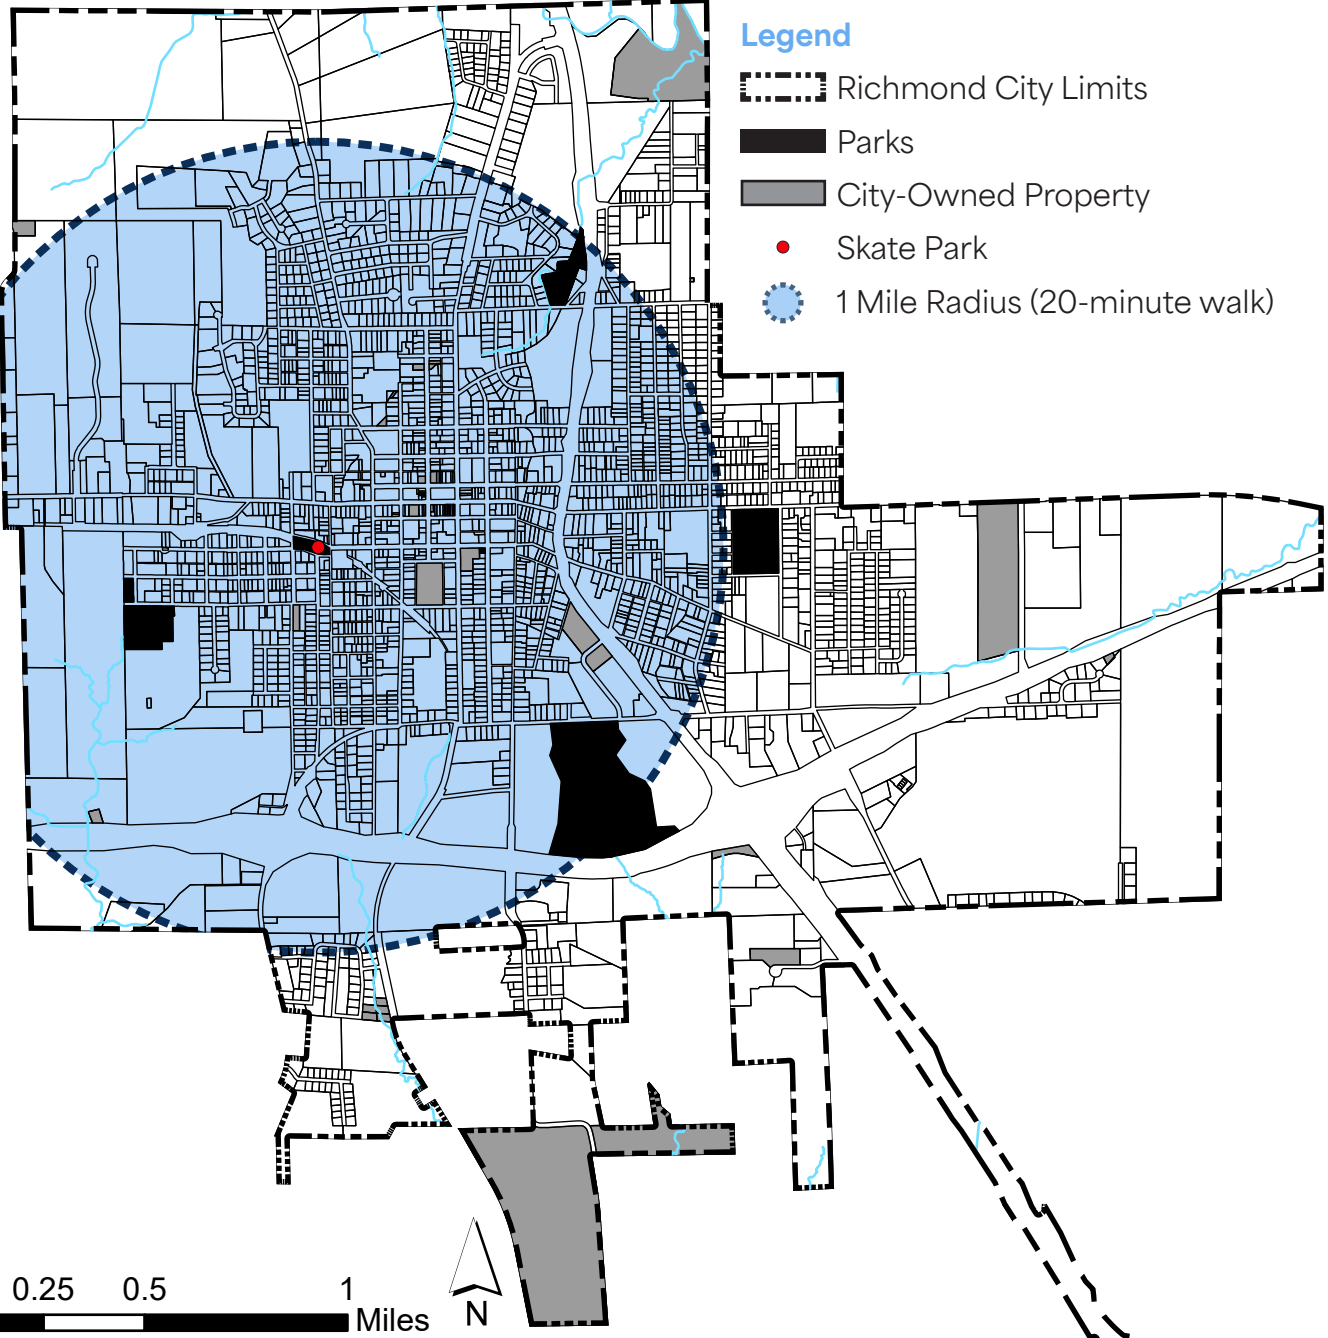 Legend
Richmond City Limits
Parks
City-Owned Property
Skate Park
1 Mile Radius (20-minute walk)
0.25 0.5 1
Miles
N